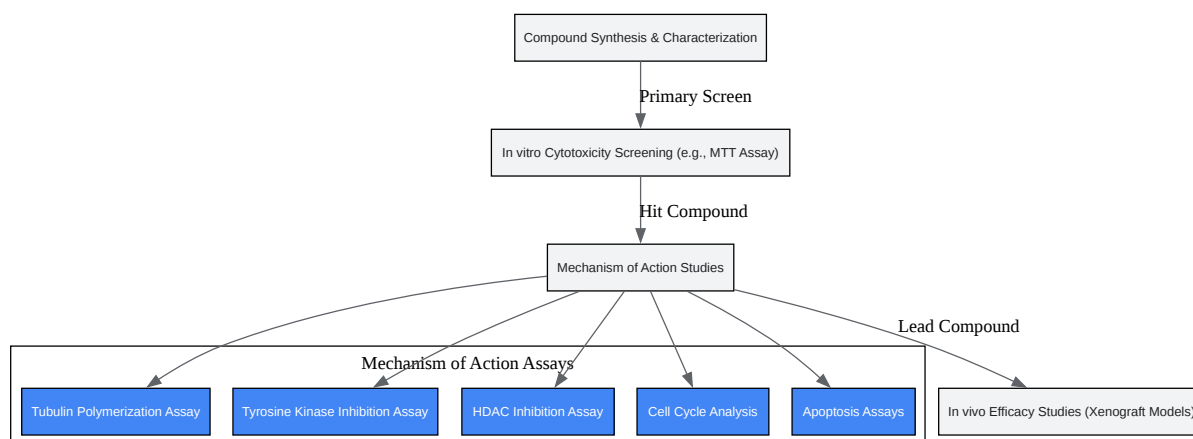 Compound Synthesis & Characterization
Primary Screen
In vitro Cytotoxicity Screening (e.g., MTT Assay)
Hit Compound
Mechanism of Action Studies
Lead Compound
Mechanism of Action Assays
Tubulin Polymerization Assay
Tyrosine Kinase Inhibition Assay
HDAC Inhibition Assay
Cell Cycle Analysis
Apoptosis Assays
In vivo Efficacy Studies (Xenograft Models)